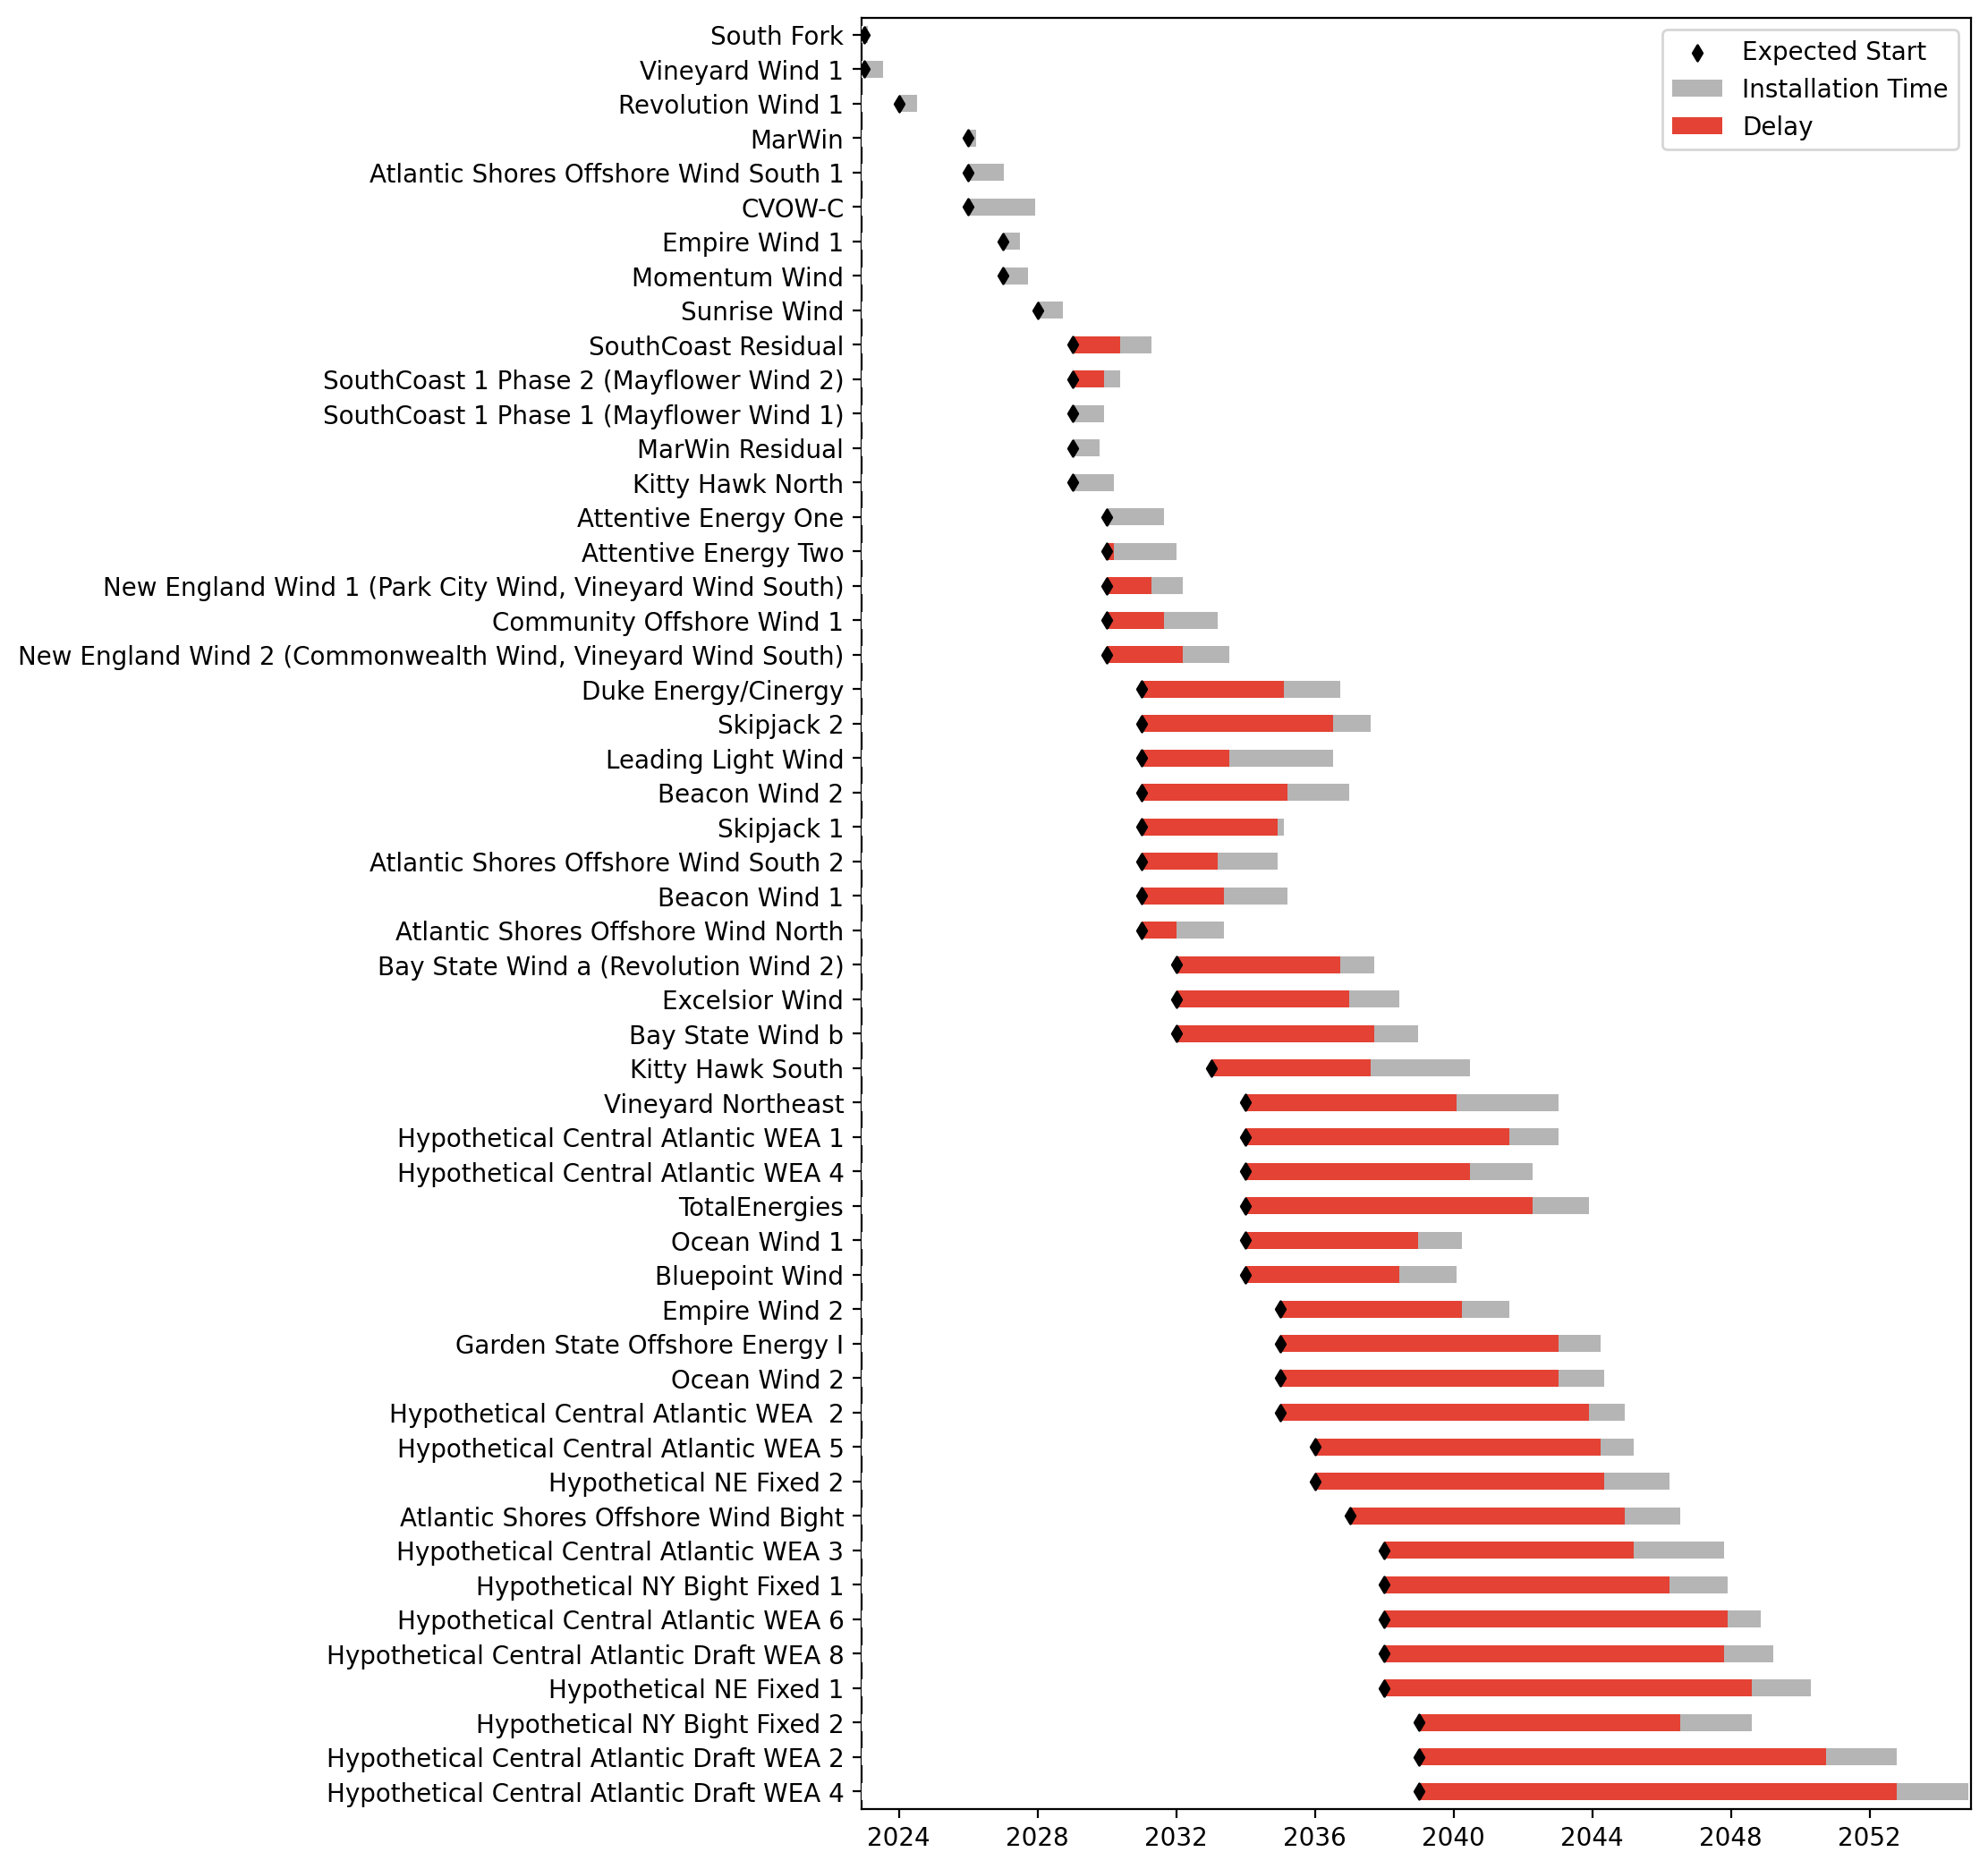 South Fork
Vineyard Wind 1
Revolution Wind 1
MarWin
Atlantic Shores Offshore Wind South 1
CVOW-C
Empire Wind 1
Momentum Wind
Sunrise Wind
SouthCoast Residual
SouthCoast 1 Phase 2 (Mayflower Wind 2)
SouthCoast 1 Phase 1 (Mayflower Wind 1)
MarWin Residual
Kitty Hawk North
Attentive Energy One
Attentive Energy Two
New England Wind 1 (Park City Wind, Vineyard Wind South)
Community Offshore Wind 1
New England Wind 2 (Commonwealth Wind, Vineyard Wind South)
Duke Energy/Cinergy
Skipjack 2
Leading Light Wind
Beacon Wind 2
Skipjack 1
Atlantic Shores Offshore Wind South 2
Beacon Wind 1
Atlantic Shores Offshore Wind North
Bay State Wind a (Revolution Wind 2)
Excelsior Wind
Bay State Wind b
Kitty Hawk South
Vineyard Northeast
Hypothetical Central Atlantic WEA 1
Hypothetical Central Atlantic WEA 4
TotalEnergies
Ocean Wind 1
Bluepoint Wind
Empire Wind 2
Garden State Offshore Energy I
Ocean Wind 2
Hypothetical Central Atlantic WEA  2
Hypothetical Central Atlantic WEA 5
Hypothetical NE Fixed 2
Atlantic Shores Offshore Wind Bight
Hypothetical Central Atlantic WEA 3
Hypothetical NY Bight Fixed 1
Hypothetical Central Atlantic WEA 6
Hypothetical Central Atlantic Draft WEA 8
Hypothetical NE Fixed 1
Hypothetical NY Bight Fixed 2
Hypothetical Central Atlantic Draft WEA 2
Hypothetical Central Atlantic Draft WEA 4
Expected Start
Installation Time
Delay
2024 2028 2032 2036 2040 2044 2048 2052